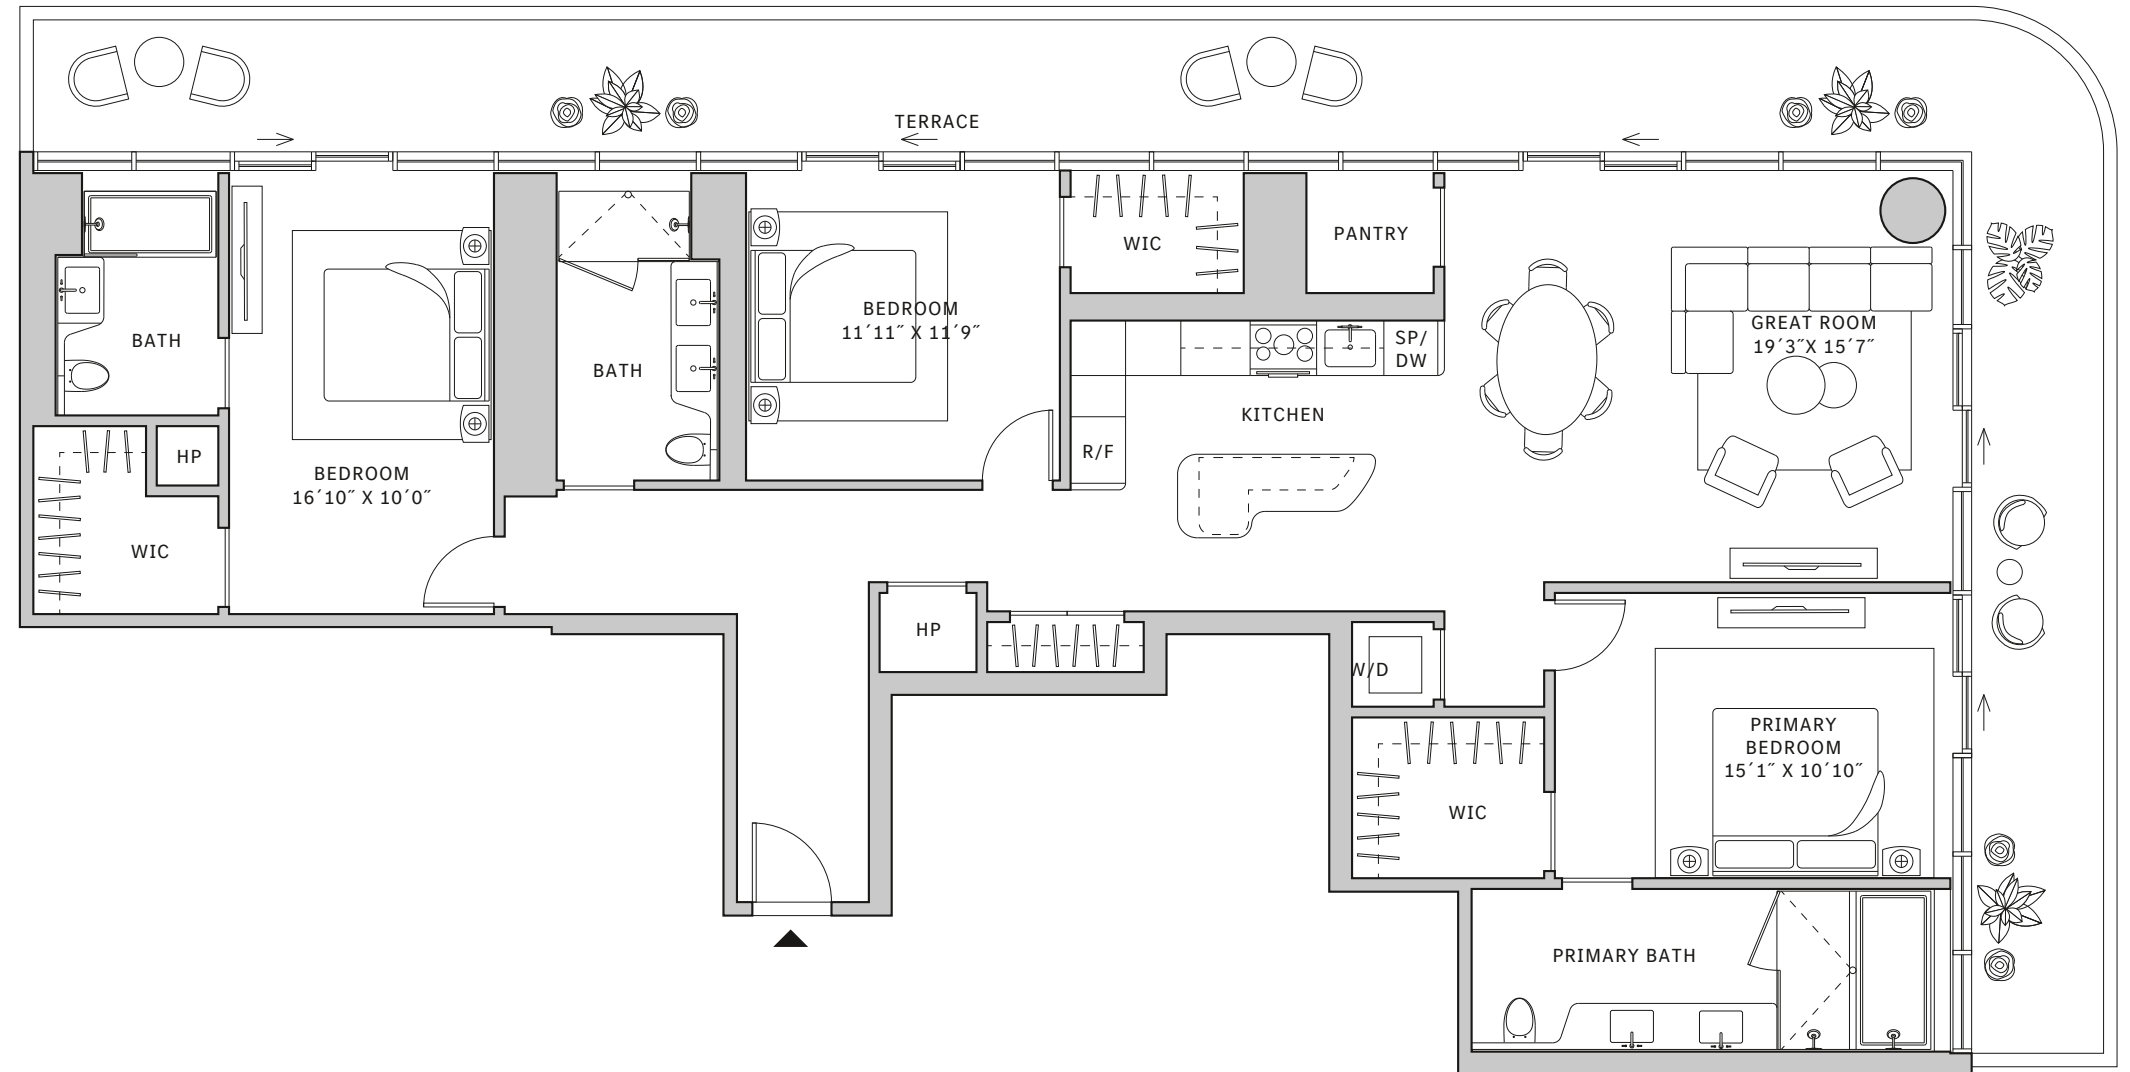 TERRACE
WIC
PANTRY
BEDROOM
11´11˝ X 11´9˝
GREAT ROOM
19´3˝X 15´7˝
BATH
BATH
SP/
DW
KITCHEN
R/F
HP
BEDROOM
16´10˝ X 10´0˝
WIC
HP
W/D
PRIMARY
BEDROOM
15´1˝ X 10´10˝
WIC
PRIMARY BATH